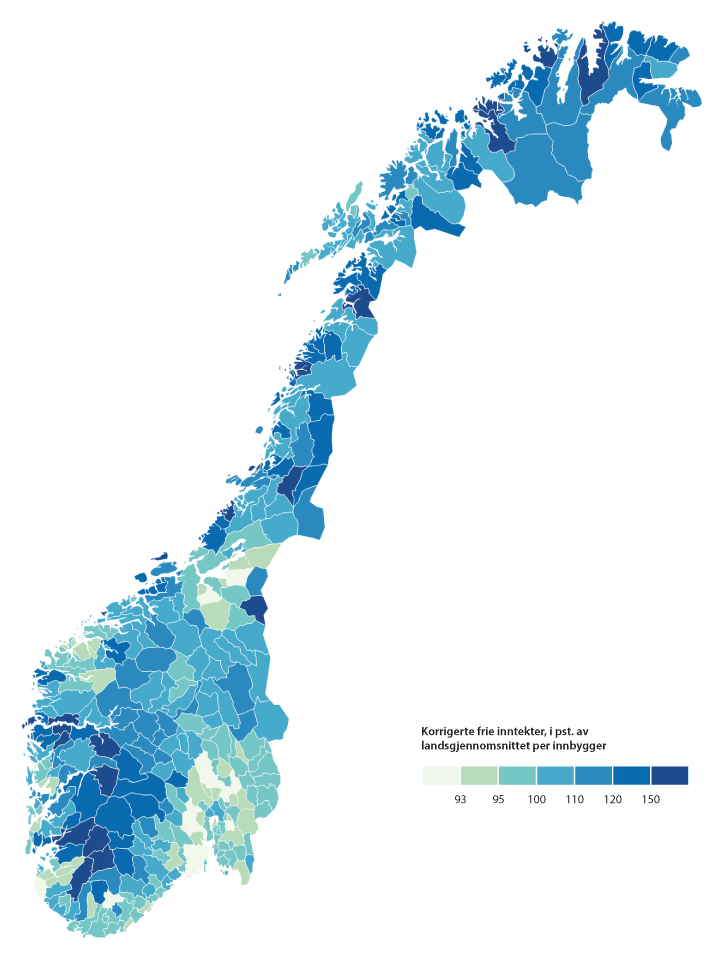 Korrigerte frie inntekter, i pst. av
landsgjennomsnittet per innbygger
93 95 100 110 120 150